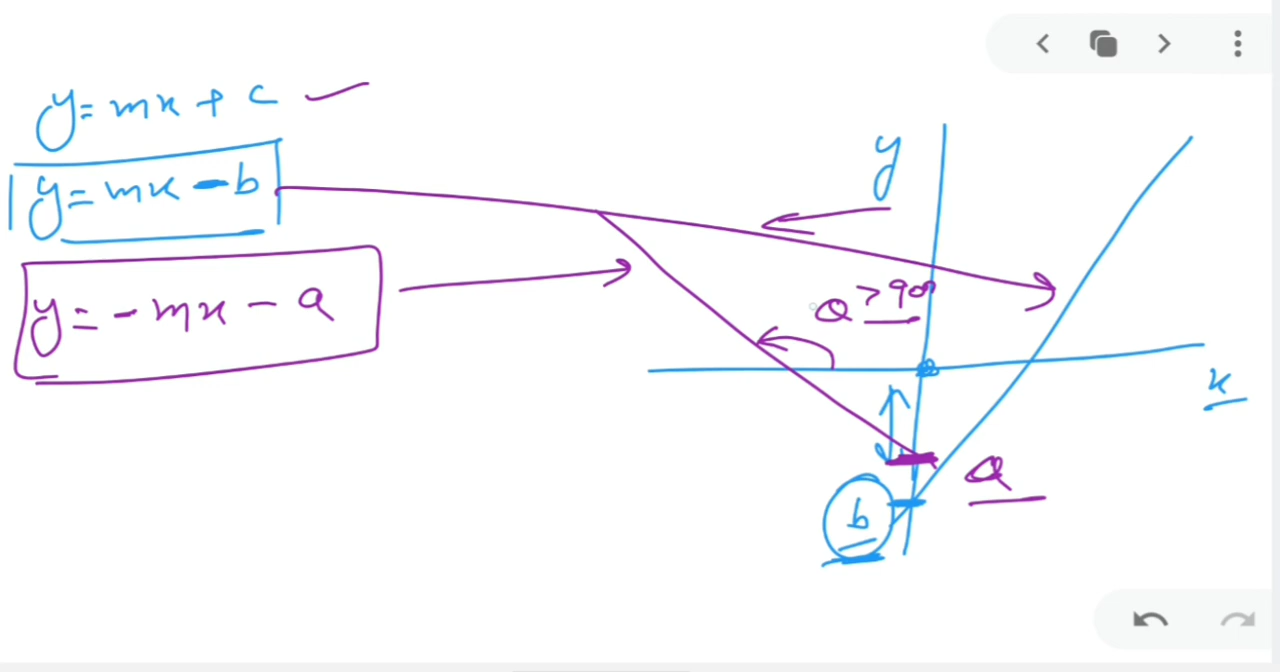 y = mx + c
y = mx - b
y = - mx - a
y
θ > 90°
x
a
b